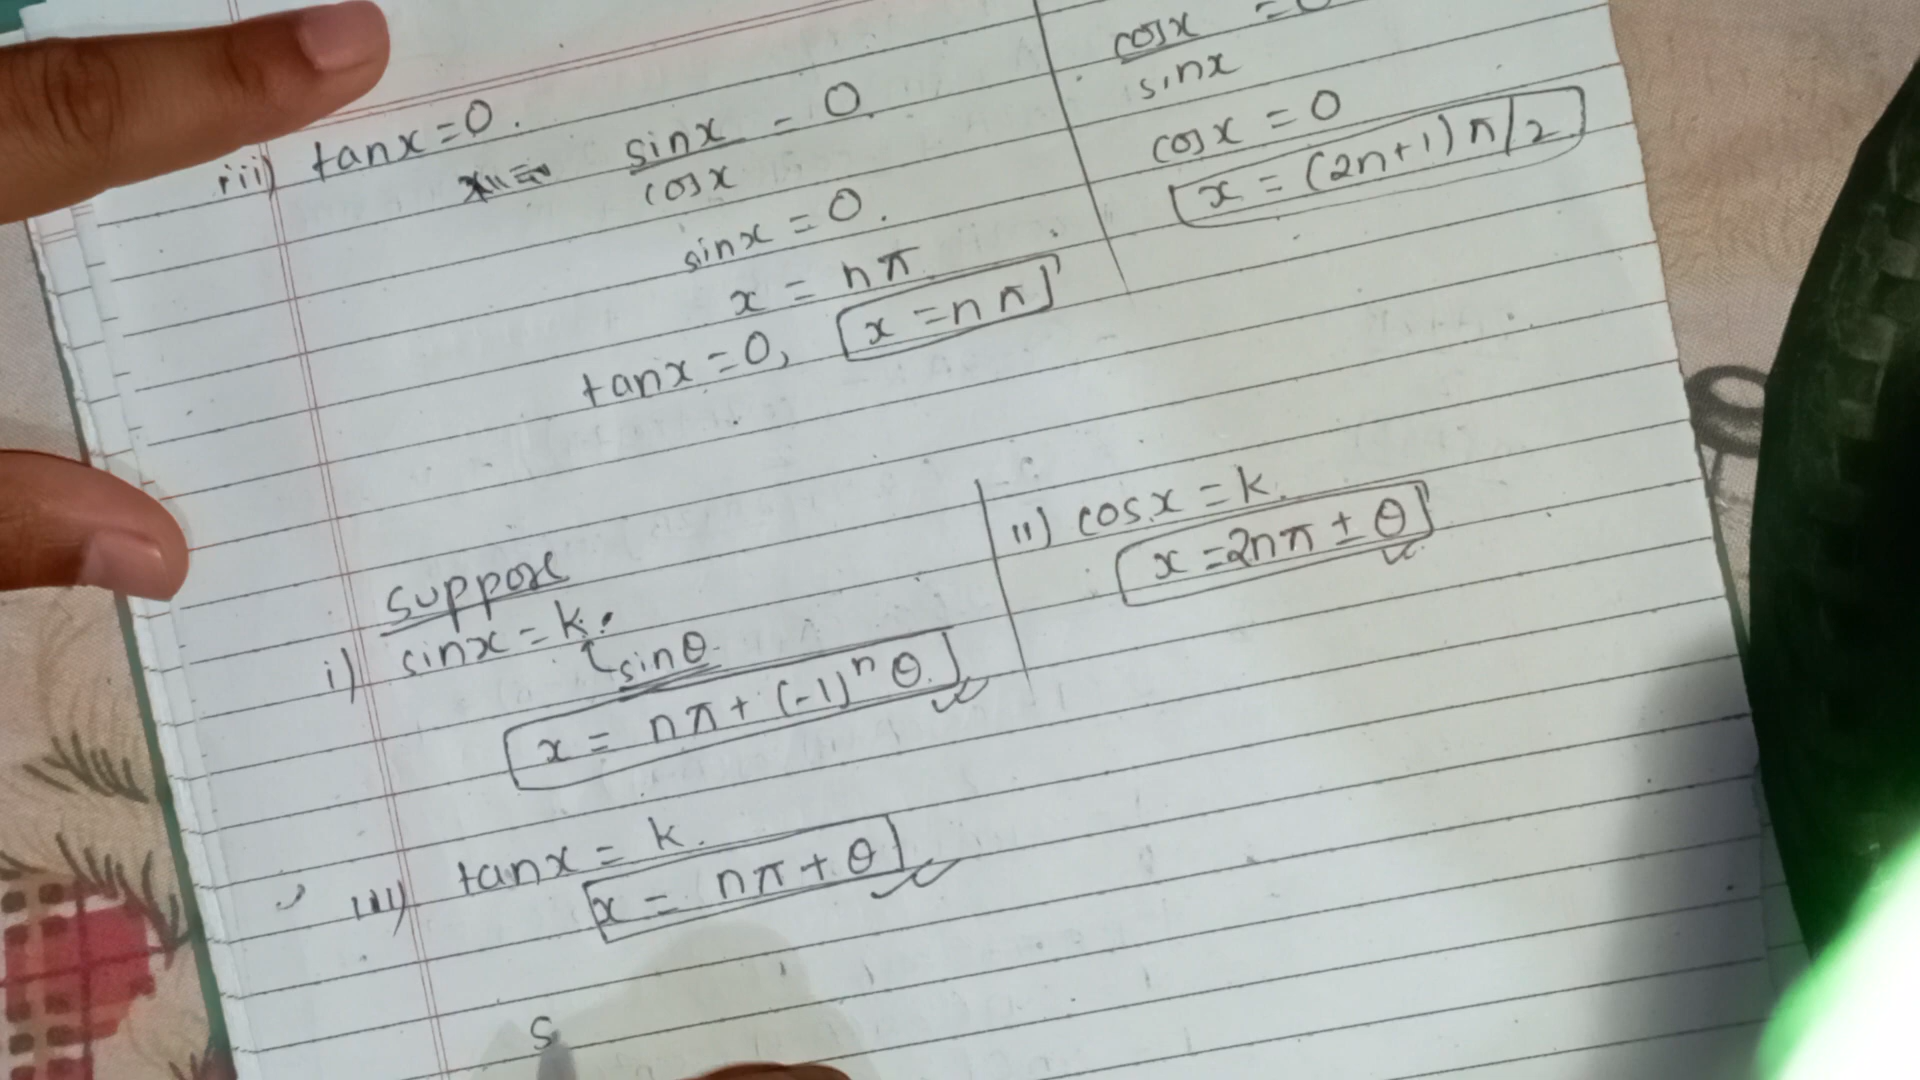 iii) tanx = 0.
sinx/cosx = 0.
sinx = 0.
x = nπ
tanx = 0, x = nπ
cosx/sinx = 0
cosx = 0
x = (2n+1) π/2
suppose
i) sinx = k.
sinθ.
x = nπ + (-1)ⁿ θ.
ii) cosx = k.
x = 2nπ ± θ
iii) tanx = k.
x = nπ + θ
S